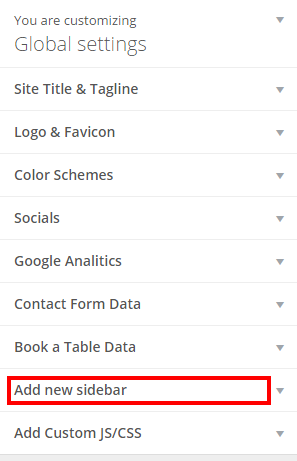 You are customizing
Global settings
Site Title & Tagline
Logo & Favicon
Color Schemes
Socials
Google Analitics
Contact Form Data
Book a Table Data
Add new sidebar
Add Custom JS/CSS